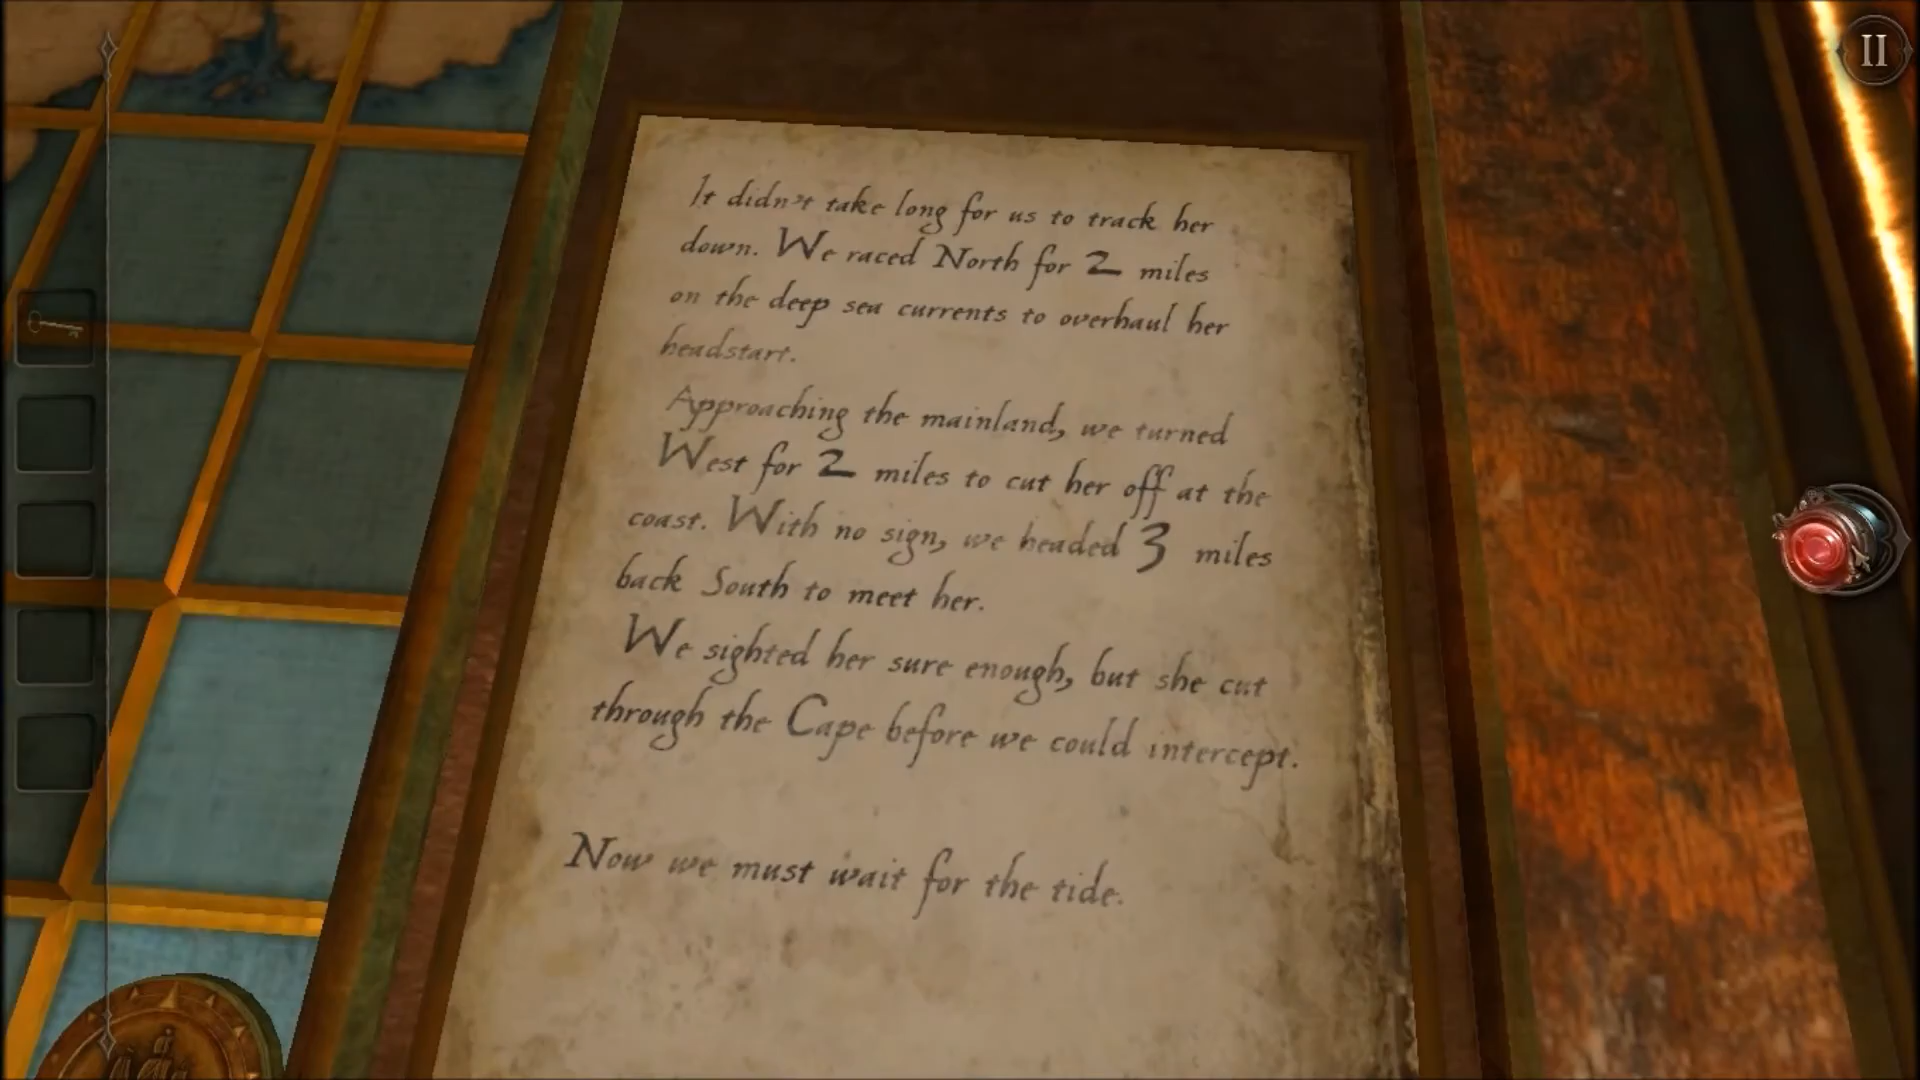 It didn't take long for us to track her
down. We raced North for 2 miles
on the deep sea currents to overhaul her
headstart.
Approaching the mainland, we turned
West for 2 miles to cut her off at the
coast. With no sign, we headed 3 miles
back South to meet her.
We sighted her sure enough, but she cut
through the Cape before we could intercept.
Now we must wait for the tide.